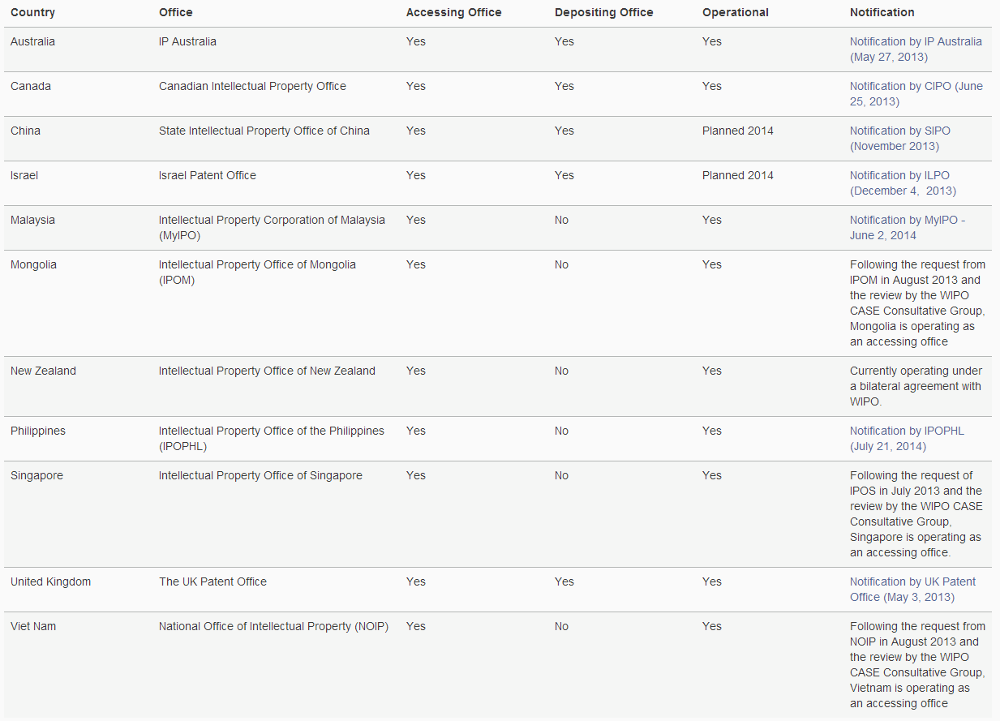 Country Office Accessing Office Depositing Office Operational Notification
Australia IP Australia Yes Yes Yes Notification by IP Australia
(May 27, 2013)
Canada Canadian Intellectual Property Office Yes Yes Yes Notification by CIPO (June
25, 2013)
China State Intellectual Property Office of China Yes Yes Planned 2014 Notification by SIPO
(November 2013)
Israel Israel Patent Office Yes Yes Planned 2014 Notification by ILPO
(December 4,  2013)
Malaysia Intellectual Property Corporation of Malaysia Yes No Yes Notification by MyIPO -
(MyIPO) June 2, 2014
Mongolia Intellectual Property Office of Mongolia Yes No Yes Following the request from
(IPOM) IPOM in August 2013 and
the review by the WIPO
CASE Consultative Group,
Mongolia is operating as
an accessing office
New Zealand Intellectual Property Office of New Zealand Yes No Yes Currently operating under
a bilateral agreement with
WIPO.
Philippines Intellectual Property Office of the Philippines Yes No Yes Notification by IPOPHL
(IPOPHL) (July 21, 2014)
Singapore Intellectual Property Office of Singapore Yes No Yes Following the request of
IPOS in July 2013 and the
review by the WIPO CASE
Consultative Group,
Singapore is operating as
an accessing office.
United Kingdom The UK Patent Office Yes Yes Yes Notification by UK Patent
Office (May 3, 2013)
Viet Nam National Office of Intellectual Property (NOIP) Yes No Yes Following the request from
NOIP in August 2013 and
the review by the WIPO
CASE Consultative Group,
Vietnam is operating as
an accessing office